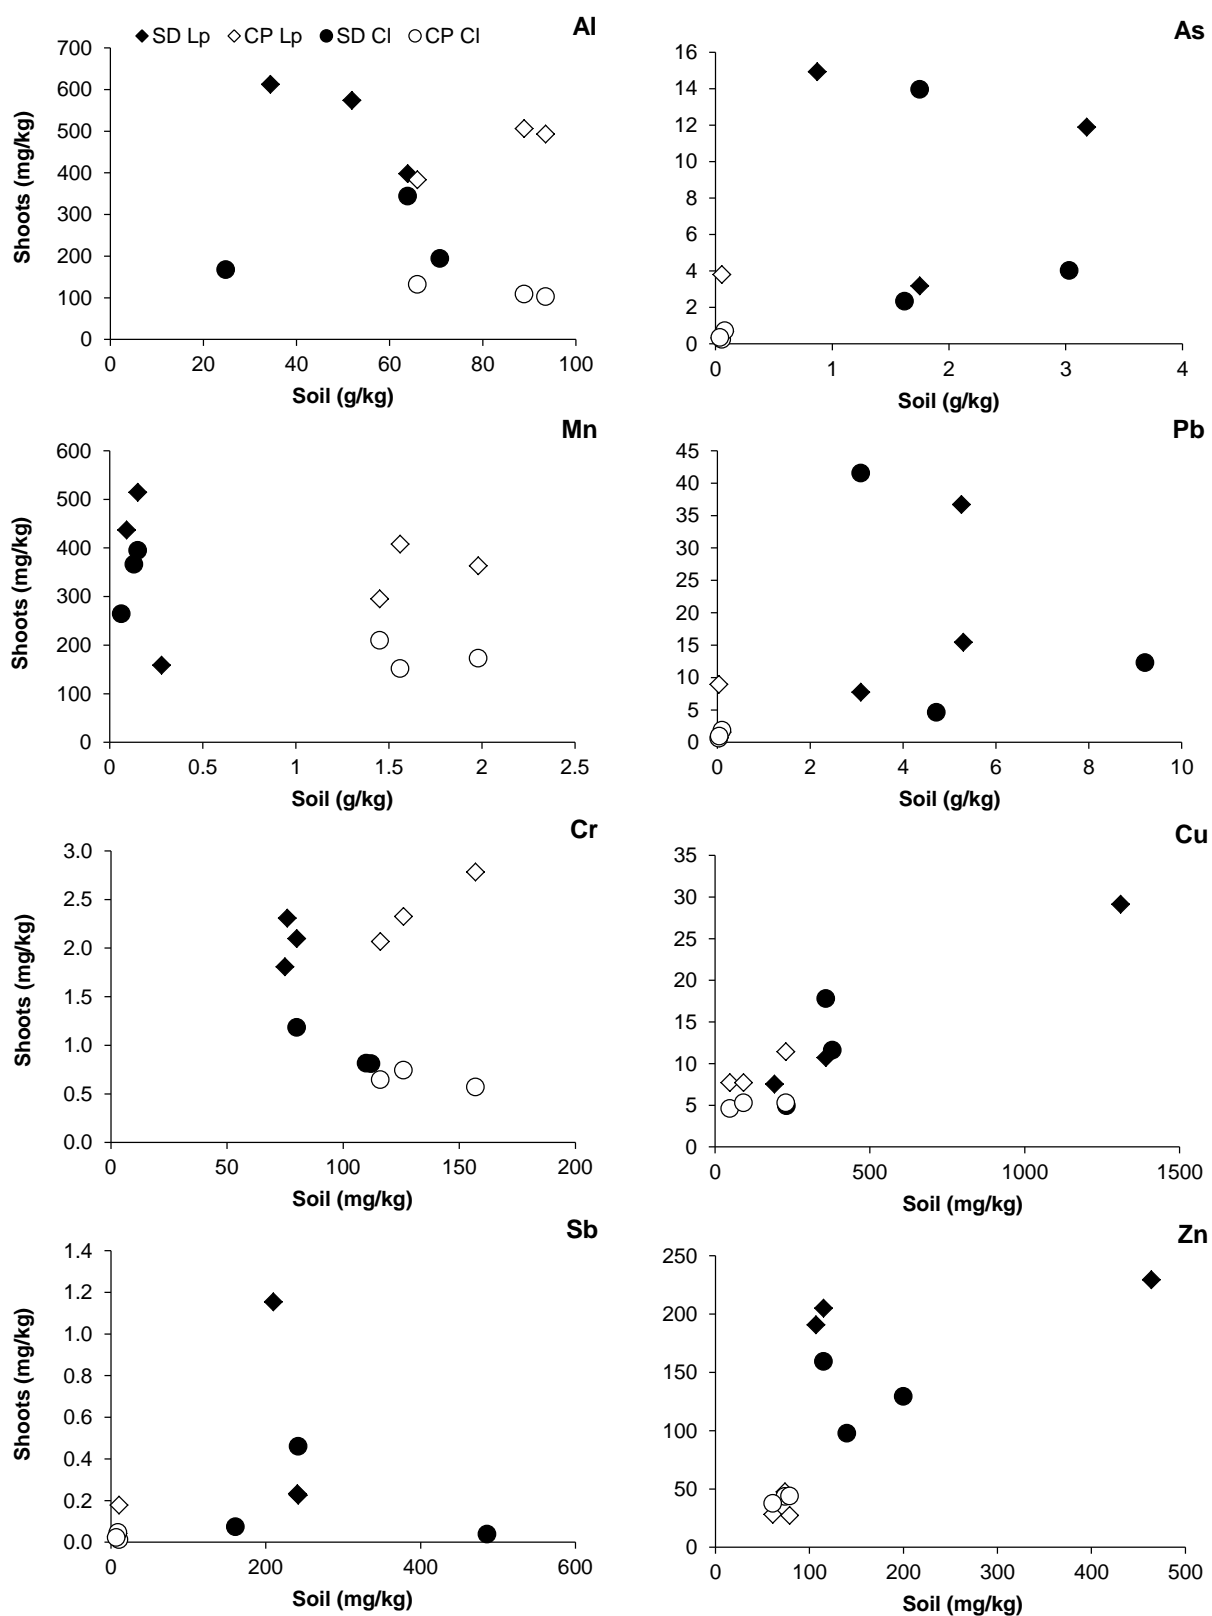 SD Lp CP Lp SD Cl CP Cl
Al
700
600
500
400
300
200
100
0
0 20 40 60 80 100
Shoots (mg/kg)
Soil (g/kg)
As
16
14
12
10
8
6
4
2
0
0 1 2 3 4
Soil (g/kg)
Mn
600
500
400
300
200
100
0
0 0.5 1 1.5 2 2.5
Shoots (mg/kg)
Soil (g/kg)
Pb
45
40
35
30
25
20
15
10
5
0
0 2 4 6 8 10
Soil (g/kg)
Cr
3.0
2.5
2.0
1.5
1.0
0.5
0.0
0 50 100 150 200
Shoots (mg/kg)
Soil (mg/kg)
Cu
35
30
25
20
15
10
5
0
0 500 1000 1500
Soil (mg/kg)
Sb
1.4
1.2
1.0
0.8
0.6
0.4
0.2
0.0
0 200 400 600
Shoots (mg/kg)
Soil (mg/kg)
Zn
250
200
150
100
50
0
0 100 200 300 400 500
Soil (mg/kg)